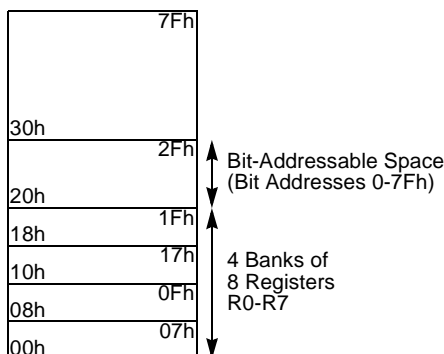 7Fh
30h
2Fh
Bit-Addressable Space
(Bit Addresses 0-7Fh)
20h
1Fh
18h
17h
4 Banks of
10h
8 Registers
0Fh
R0-R7
08h
07h
00h